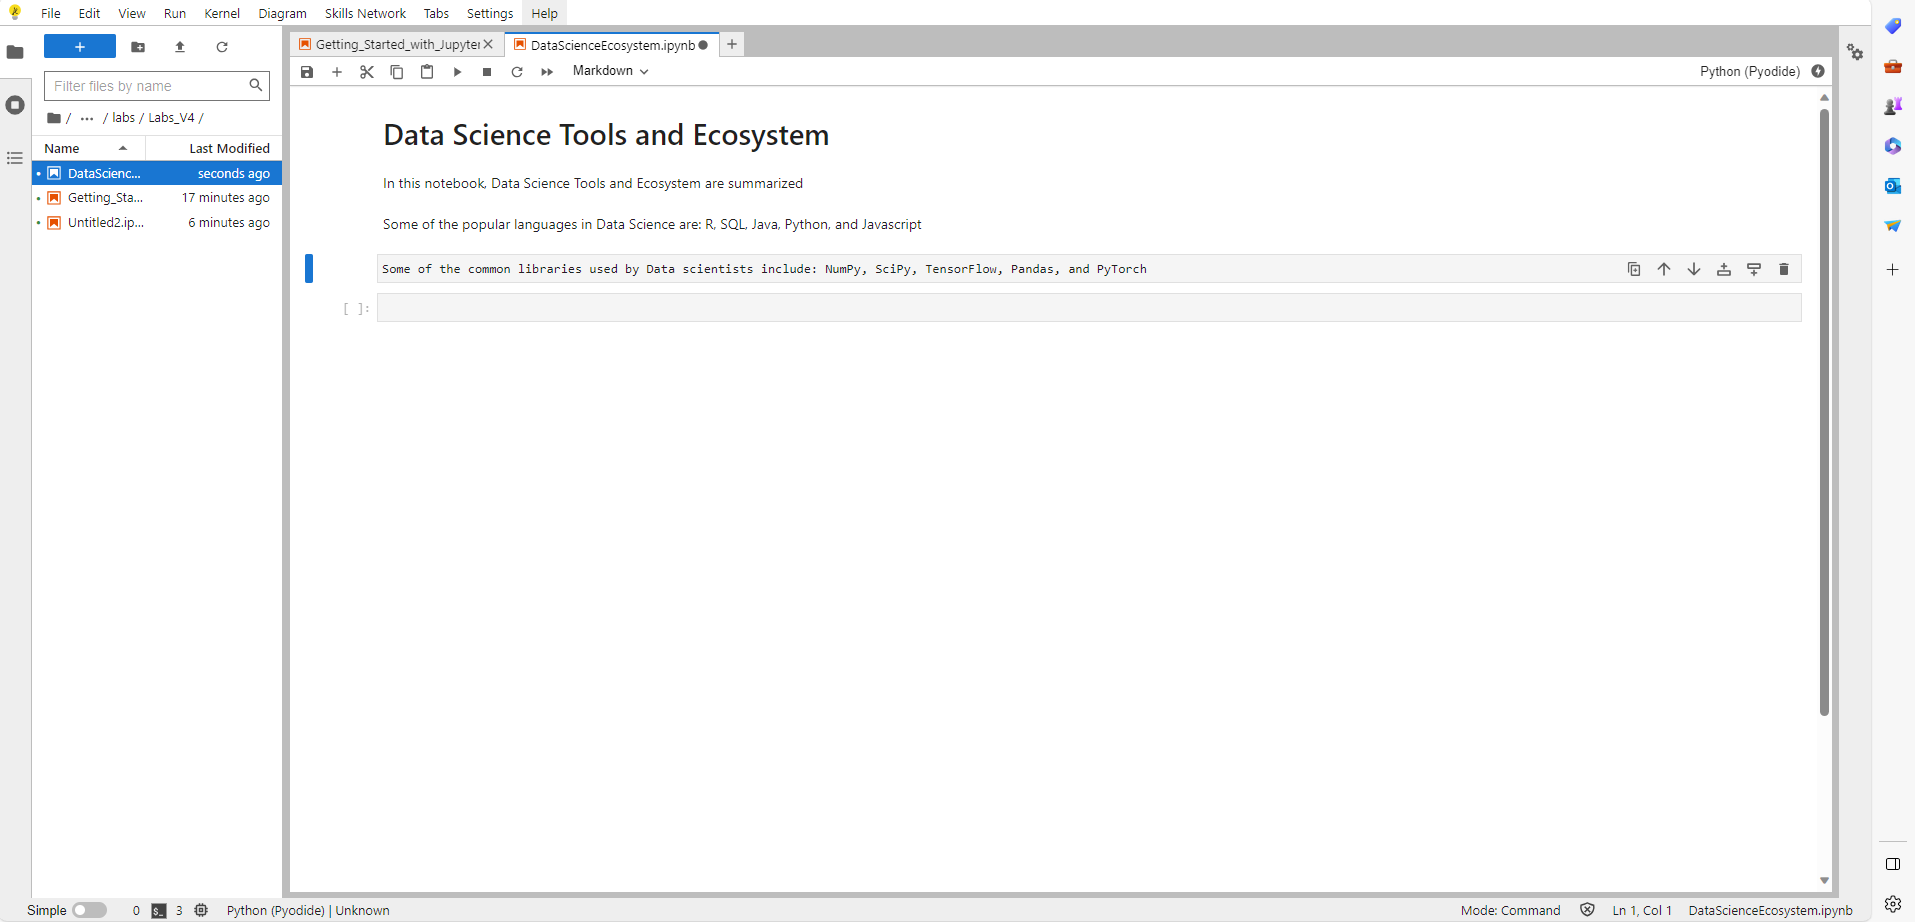 File Edit View Run Kernel Diagram Skills Network Tabs Settings Help
Filter files by name
/ ... / labs / Labs_V4 /
Name Last Modified
DataScienc... seconds ago
Getting_Sta... 17 minutes ago
Untitled2.ip... 6 minutes ago
Getting_Started_with_Jupyter DataScienceEcosystem.ipynb
Markdown Python (Pyodide)
Data Science Tools and Ecosystem
In this notebook, Data Science Tools and Ecosystem are summarized
Some of the popular languages in Data Science are: R, SQL, Java, Python, and Javascript
Some of the common libraries used by Data scientists include: NumPy, SciPy, TensorFlow, Pandas, and PyTorch
[ ]:
Simple 0 $_ 3 Python (Pyodide) | Unknown Mode: Command Ln 1, Col 1 DataScienceEcosystem.ipynb